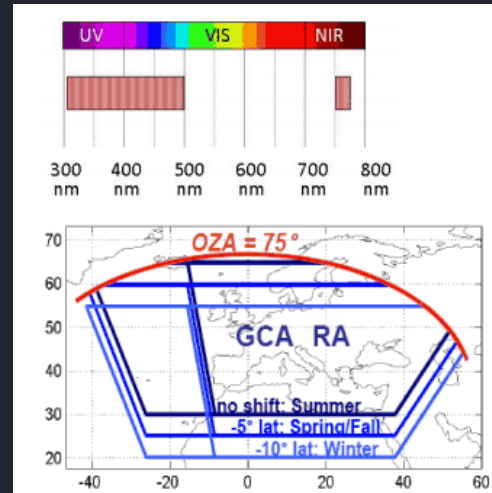 UV VIS NIR
300 400 500 600 700 800
nm nm nm nm nm nm
OZA = 75°
70
60
50
40
30
20
GCA RA
no shift: Summer
-5° lat: Spring/Fall
-10° lat: Winter
-40 -20 0 20 40 60